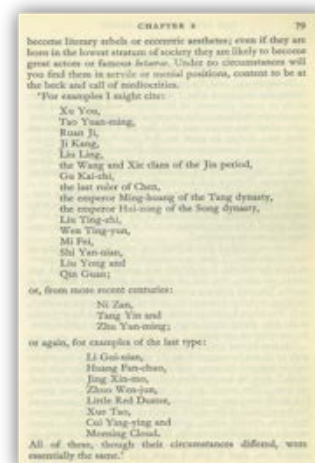 CHAPTER 2 79
become literary rebels or eccentric aesthetes; even if they are
born in the lowest stratum of society they are likely to become
great actors or famous hetaerae. Under no circumstances will
you find them in servile or menial positions, content to be at
the beck and call of mediocrities.
'For examples I might cite:
Xu You,
Tao Yuan-ming,
Ruan Ji,
Ji Kang,
Liu Ling,
the Wang and Xie clans of the Jin period,
Gu Kai-zhi,
the last ruler of Chen,
the emperor Ming-huang of the Tang dynasty,
the emperor Hui-zong of the Song dynasty,
Liu Ting-zhi,
Wen Ting-yun,
Mi Fei,
Shi Yan-nian,
Liu Yong and
Qin Guan;
or, from more recent centuries:
Ni Zan,
Tang Yin and
Zhu Yun-ming;
or again, for examples of the last type:
Li Gui-nian,
Huang Fan-chuo,
Jing Xin-mo,
Zhuo Wen-jun,
Little Red Duster,
Xue Tao,
Cui Ying-ying and
Morning Cloud.
All of these, though their circumstances differed, were
essentially the same.'